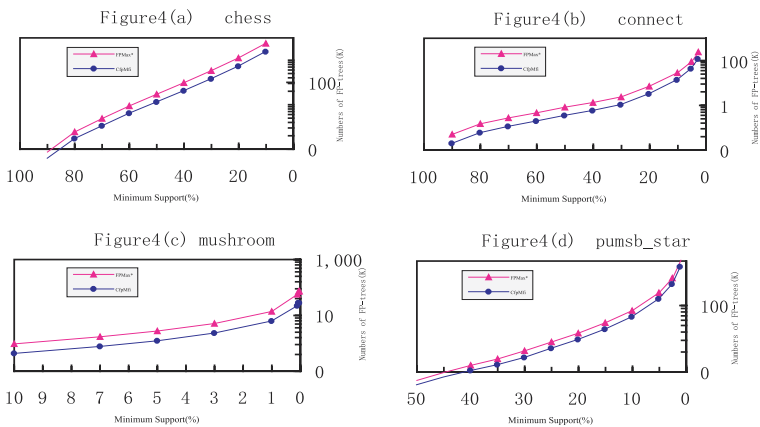 Figure4(a) chess
FPMax*
CfpMfi
100
0
Numbers of FP-trees(K)
100 80 60 40 20 0
Minimum Support(%)
Figure4(b) connect
FPMax*
CfpMfi
100
1
0
Numbers of FP-trees(K)
100 80 60 40 20 0
Minimum Support(%)
Figure4(c) mushroom
FPMax*
CfpMfi
1,000
10
0
Numbers of FP-trees(K)
10 9 8 7 6 5 4 3 2 1 0
Minimum Support(%)
Figure4(d) pumsb_star
FPMax*
CfpMfi
100
0
Numbers of FP-trees(K)
50 40 30 20 10 0
Minimum Support(%)